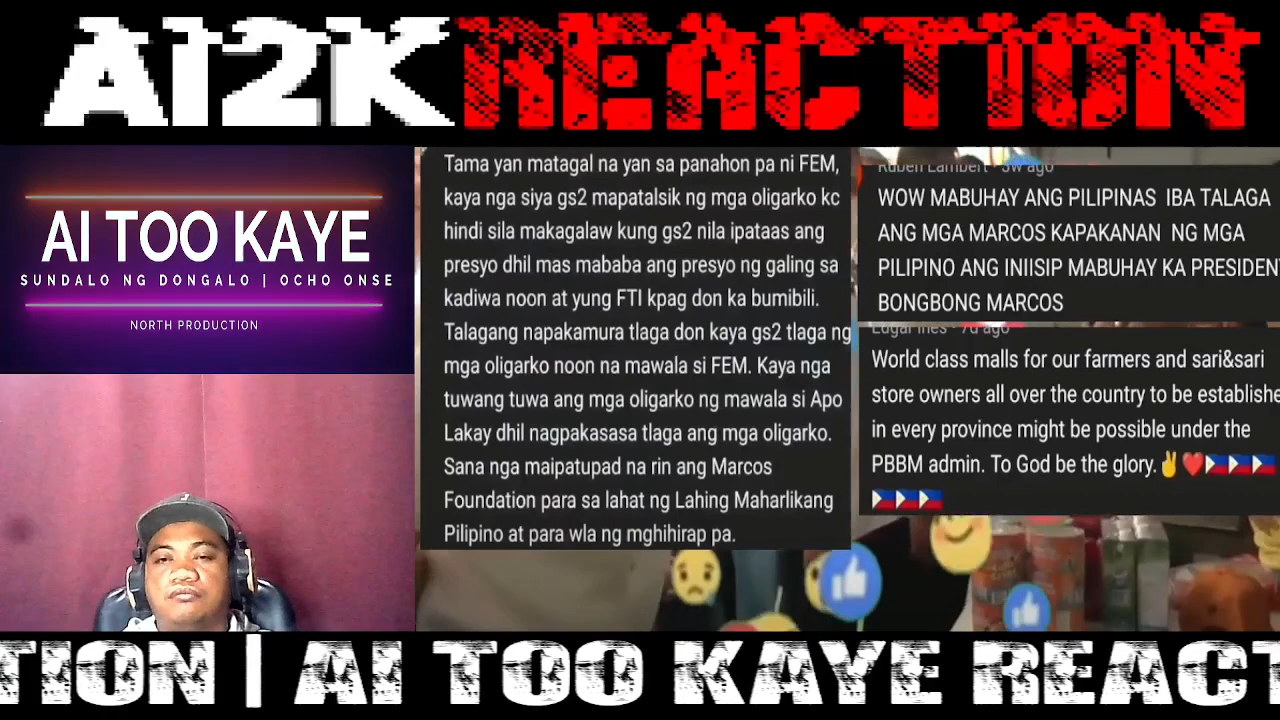 AI2K REACTION
AI TOO KAYE
SUNDALO NG DONGALO | OCHO ONSE
NORTH PRODUCTION
Tama yan matagal na yan sa panahon pa ni FEM,
kaya nga siya gs2 mapatalsik ng mga oligarko kc
hindi sila makagalaw kung gs2 nila ipataas ang
presyo dhil mas mababa ang presyo ng galing sa
kadiwa noon at yung FTI kpag don ka bumibili.
Talagang napakamura tlaga don kaya gs2 tlaga ng
mga oligarko noon na mawala si FEM. Kaya nga
tuwang tuwa ang mga oligarko ng mawala si Apo
Lakay dhil nagpakasasa tlaga ang mga oligarko.
Sana nga maipatupad na rin ang Marcos
Foundation para sa lahat ng Lahing Maharlikang
Pilipino at para wla ng mghihirap pa.
Ruben Lambert · 3w ago
WOW MABUHAY ANG PILIPINAS IBA TALAGA
ANG MGA MARCOS KAPAKANAN NG MGA
PILIPINO ANG INIISIP MABUHAY KA PRESIDENT
BONGBONG MARCOS
Edgar Ines · 7d ago
World class malls for our farmers and sari&sari
store owners all over the country to be establishe
in every province might be possible under the
PBBM admin. To God be the glory.✌❤🇵🇭🇵🇭🇵🇭
🇵🇭🇵🇭🇵🇭
TION | AI TOO KAYE REACT